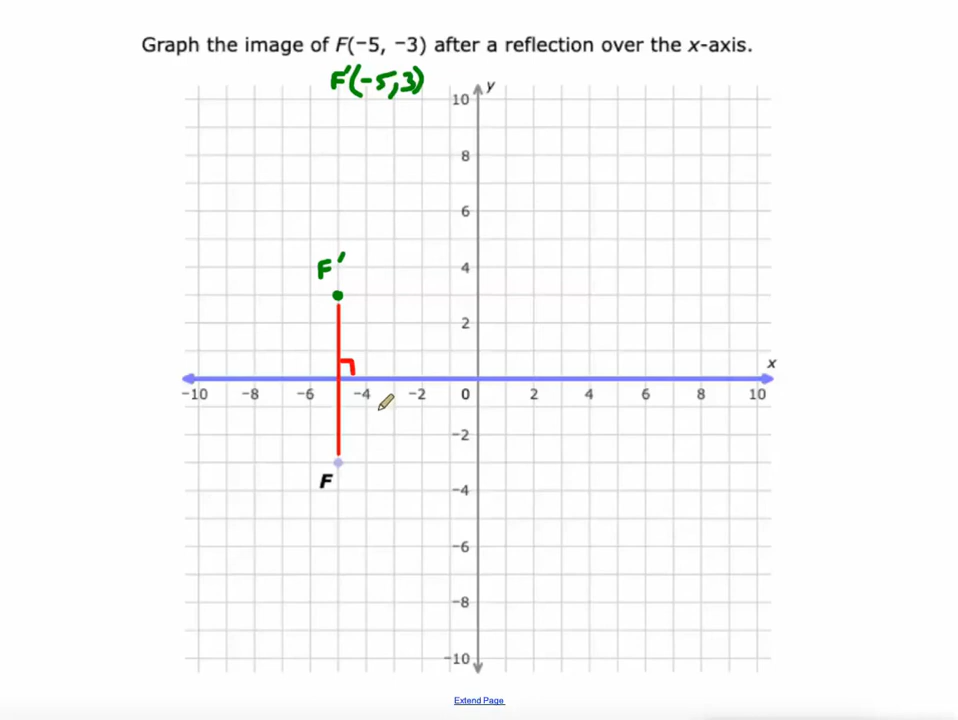 Graph the image of F(−5, −3) after a reflection over the x-axis.
F'(-5,3)
y
10
8
6
F'
4
2
x
−10 −8 −6 −4 −2 0 2 4 6 8 10
−2
F
−4
−6
−8
−10
Extend Page